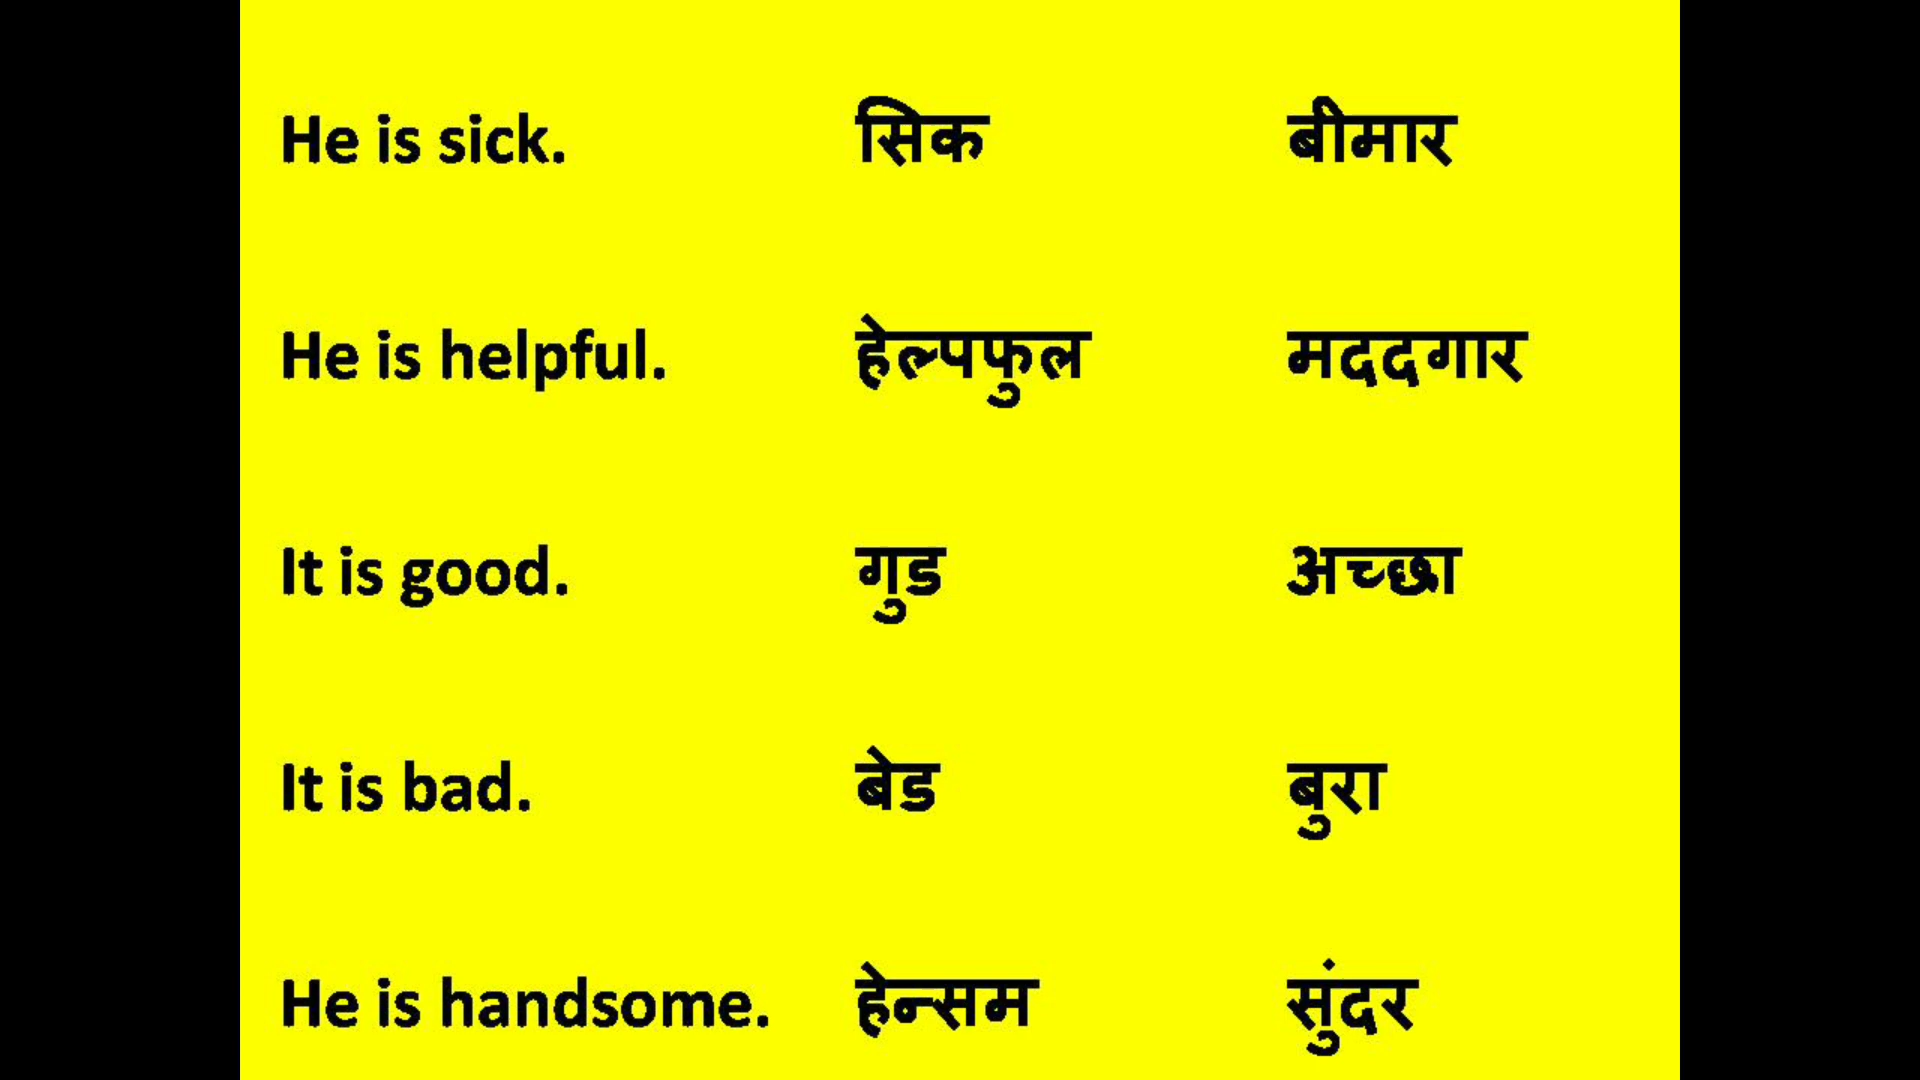 He is sick. सिक बीमार
He is helpful. हेल्पफुल मददगार
It is good. गुड अच्छा
It is bad. बेड बुरा
He is handsome. हेन्सम सुंदर